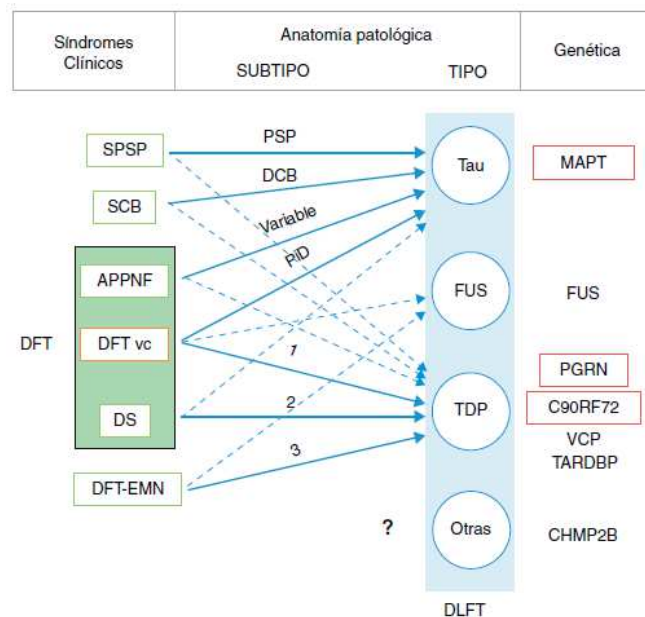 Síndromes
Clínicos
Anatomía patológica
SUBTIPO
TIPO
Genética
SPSP
PSP
Tau
MAPT
SCB
DCB
Variable
PiD
APPNF
FUS
FUS
DFT
DFT vc
1
PGRN
C90RF72
DS
2
TDP
VCP
TARDBP
DFT-EMN
3
?
Otras
CHMP2B
DLFT